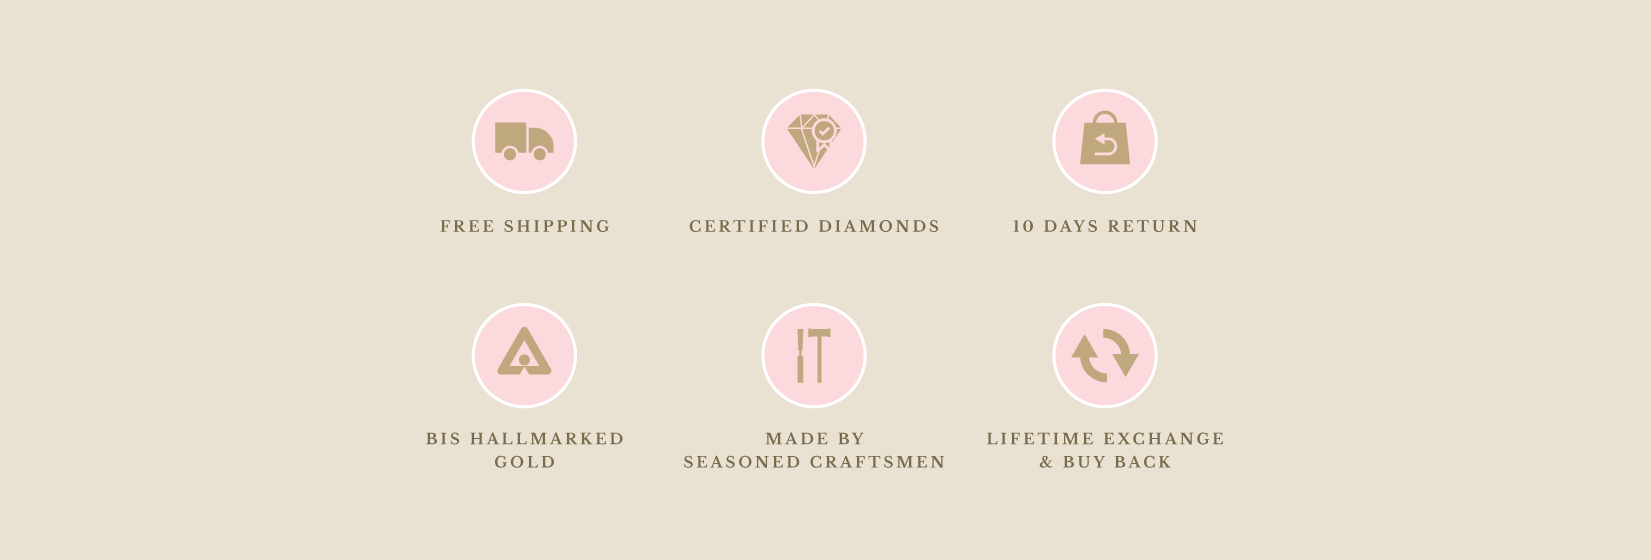 FREE SHIPPING
CERTIFIED DIAMONDS
10 DAYS RETURN
BIS HALLMARKED
GOLD
MADE BY
SEASONED CRAFTSMEN
LIFETIME EXCHANGE
& BUY BACK